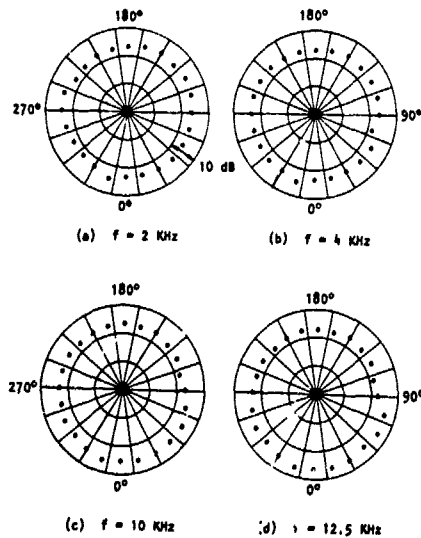 180° 180°
270° 90°
10 dB
0° 0°
(a) f = 2 KHz (b) f = 4 KHz
180° 180°
270° 90°
0° 0°
(c) f = 10 KHz (d) = 12.5 KHz